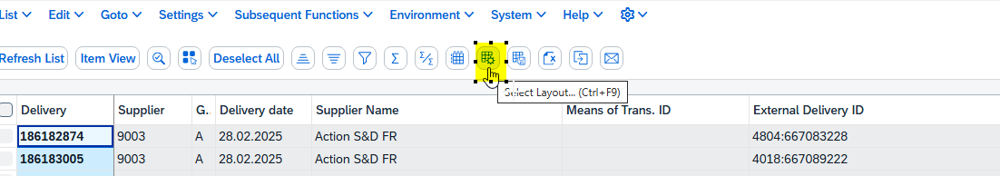 List Edit Goto Settings Subsequent Functions Environment System Help
Refresh List Item View Deselect All Σ Σ/Σ
Select Layout... (Ctrl+F9)
Delivery Supplier G.. Delivery date Supplier Name Means of Trans. ID External Delivery ID
186182874 9003 A 28.02.2025 Action S&D FR 4804:667083228
186183005 9003 A 28.02.2025 Action S&D FR 4018:667089222